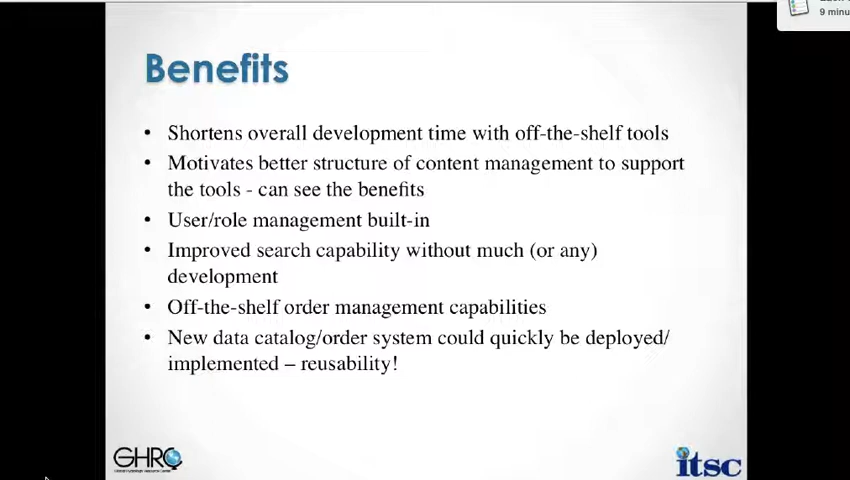 9 minu
Benefits
• Shortens overall development time with off-the-shelf tools
• Motivates better structure of content management to support
the tools - can see the benefits
• User/role management built-in
• Improved search capability without much (or any)
development
• Off-the-shelf order management capabilities
• New data catalog/order system could quickly be deployed/
implemented – reusability!
GHRC
itsc